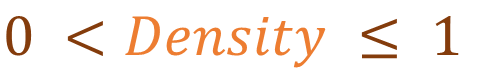 0 < Density ≤ 1